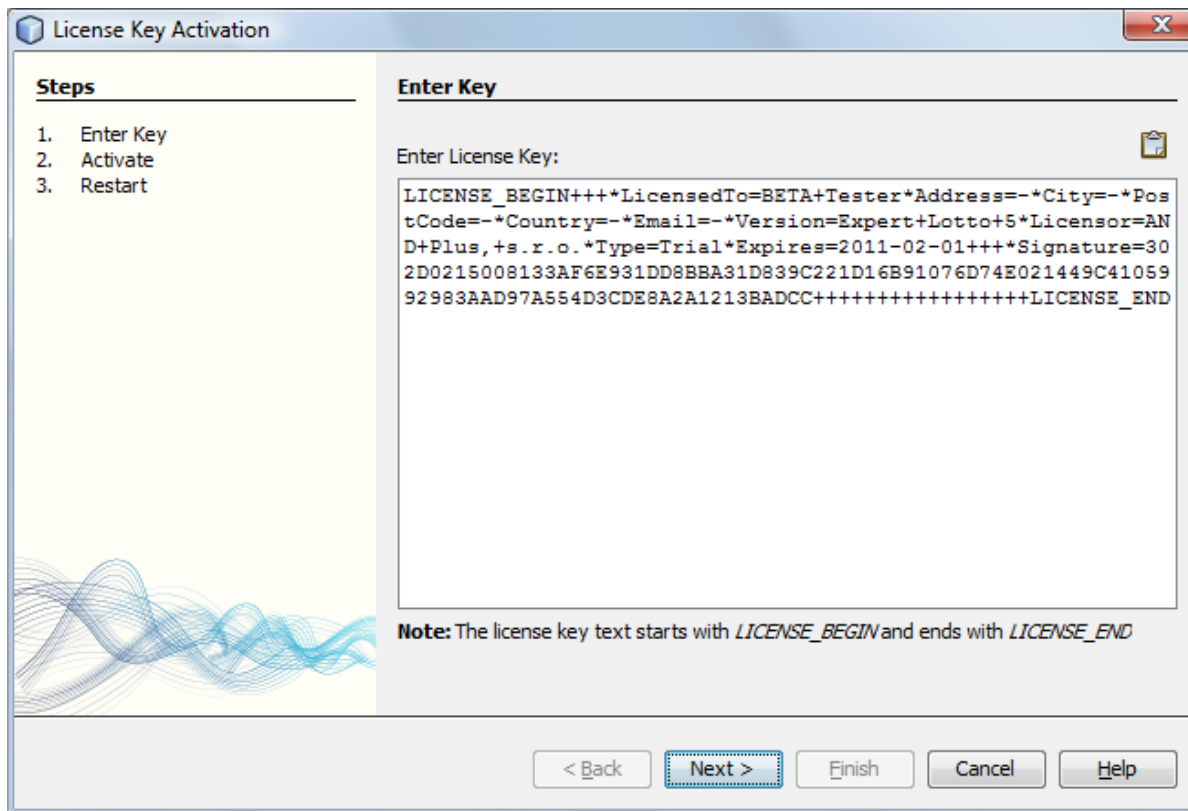 License Key Activation
Steps
1. Enter Key
2. Activate
3. Restart
Enter Key
Enter License Key:
LICENSE_BEGIN+++*LicensedTo=BETA+Tester*Address=-*City=-*Pos
tCode=-*Country=-*Email=-*Version=Expert+Lotto+5*Licensor=AN
D+Plus,+s.r.o.*Type=Trial*Expires=2011-02-01+++*Signature=30
2D0215008133AF6E931DD8BBA31D839C221D16B91076D74E021449C41059
92983AAD97A554D3CDE8A2A1213BADCC+++++++++++++++++LICENSE_END
Note: The license key text starts with LICENSE_BEGIN and ends with LICENSE_END
< Back
Next >
Finish
Cancel
Help